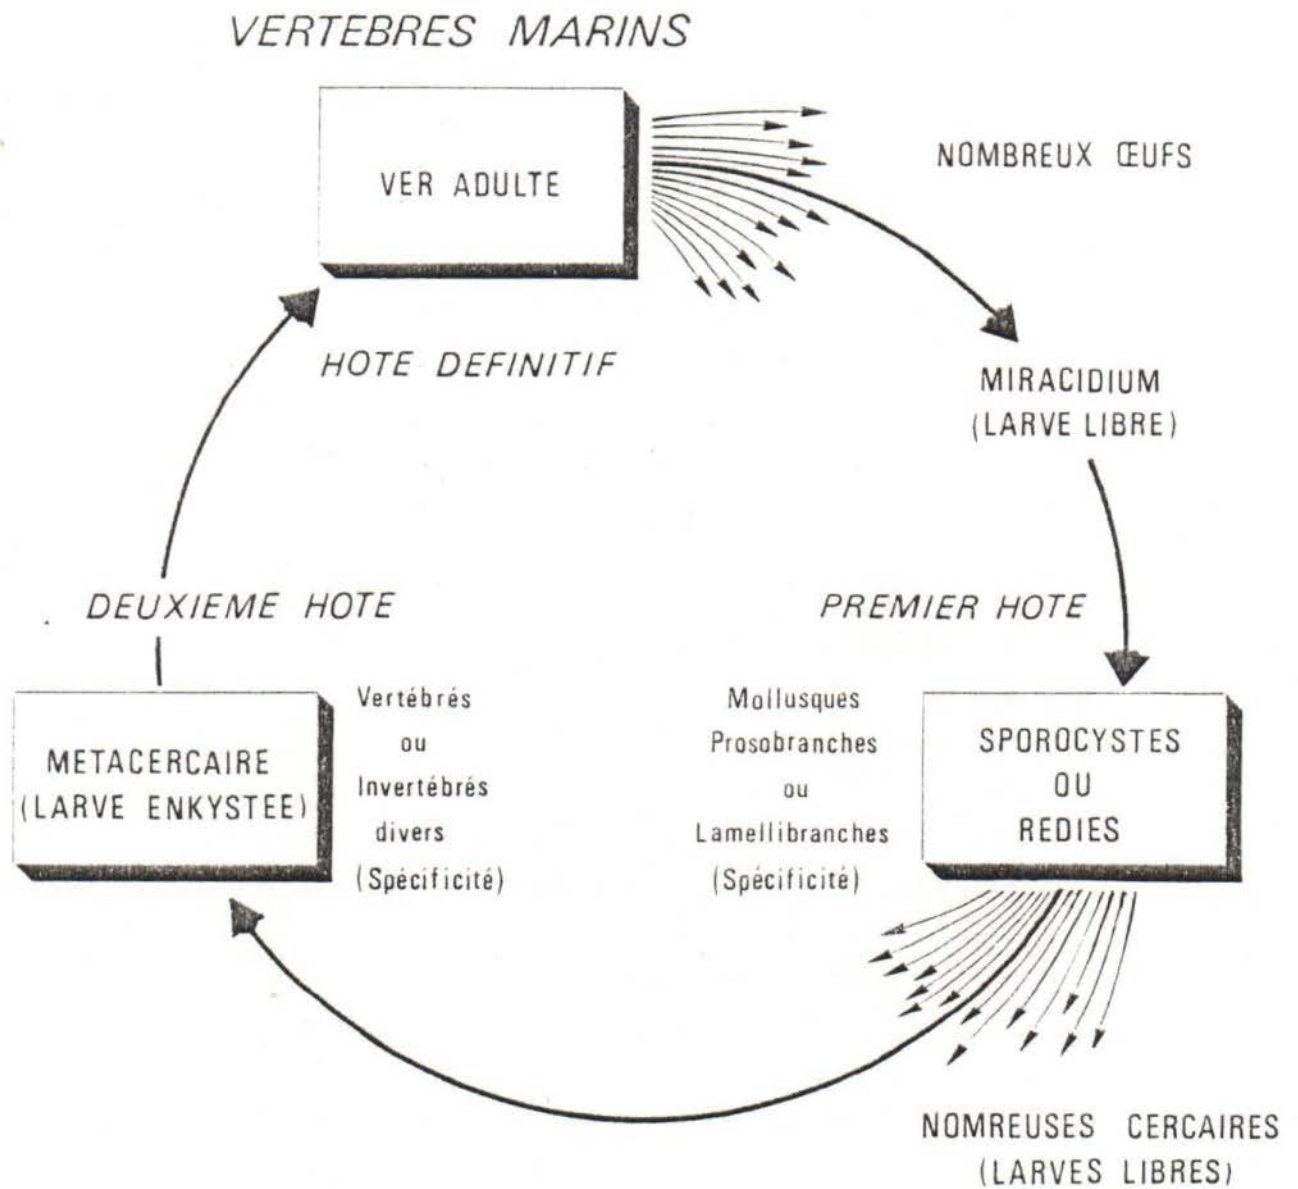 VERTEBRES MARINS
VER ADULTE
NOMBREUX ŒUFS
HOTE DEFINITIF
MIRACIDIUM
(LARVE LIBRE)
DEUXIEME HOTE
PREMIER HOTE
METACERCAIRE
(LARVE ENKYSTEE)
Vertébrés
ou
Invertébrés
divers
(Spécificité)
Mollusques
Prosobranches
ou
Lamellibranches
(Spécificité)
SPOROCYSTES
OU
REDIES
NOMREUSES CERCAIRES
(LARVES LIBRES)